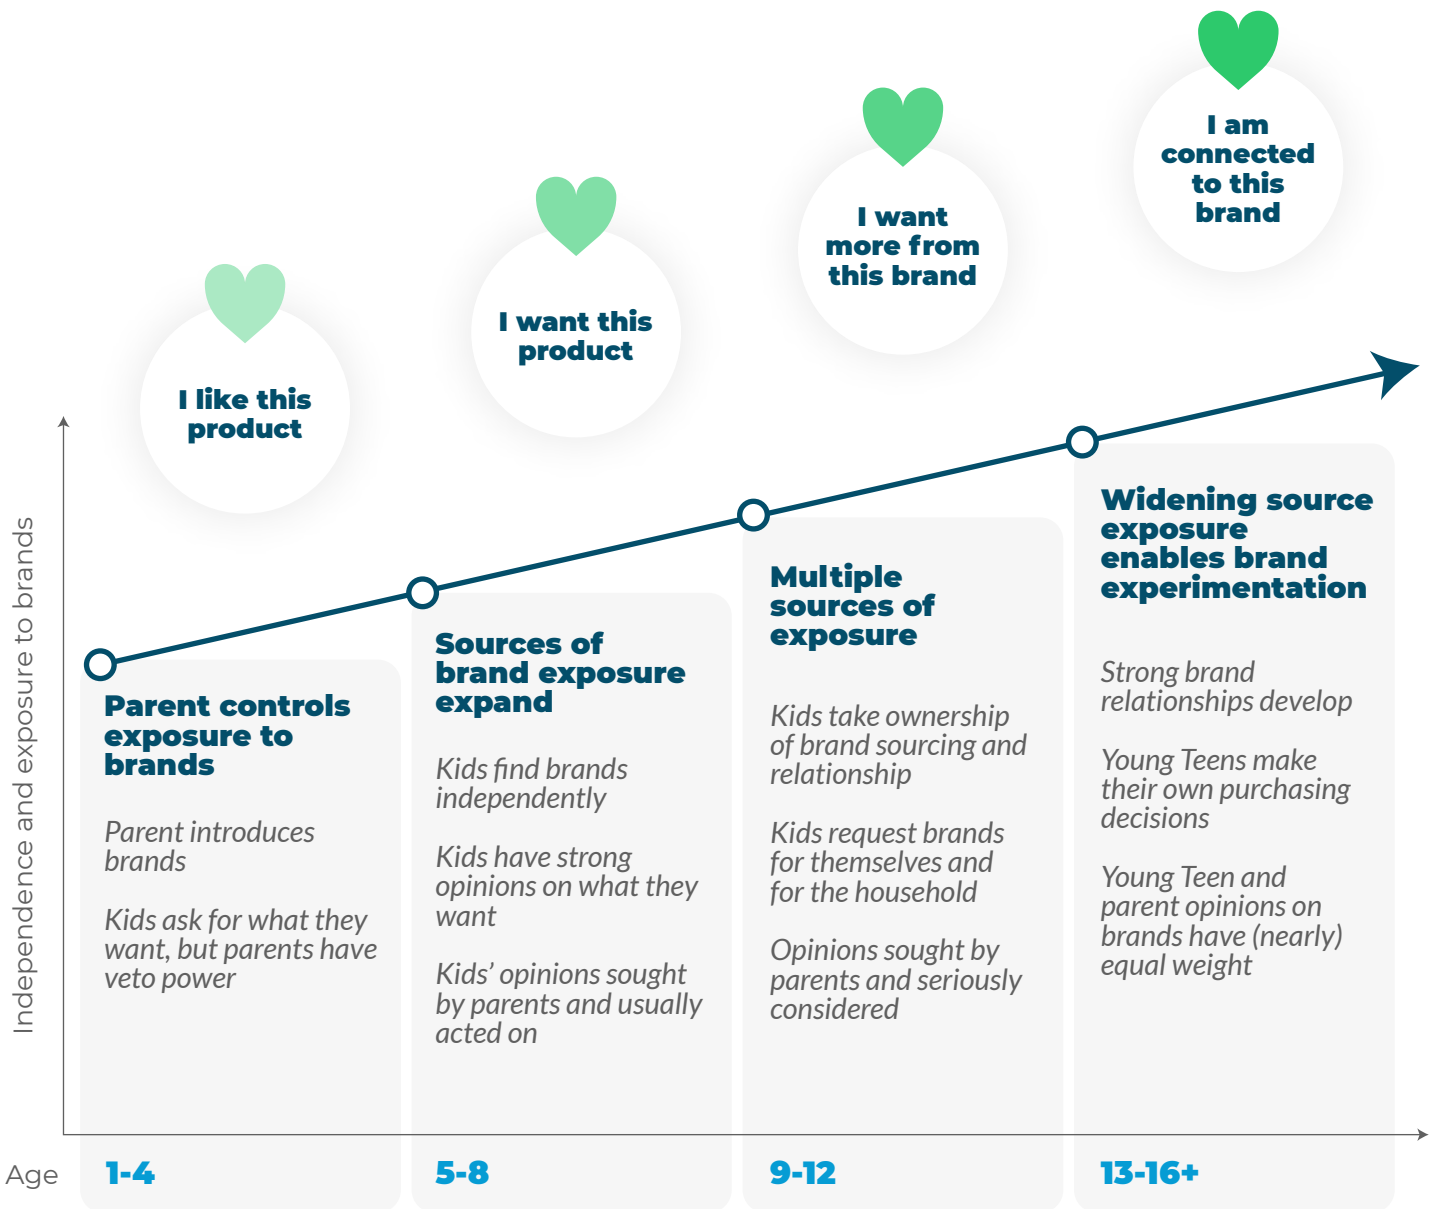 I like this
product
I want this
product
I want
more from
this brand
I am
connected
to this
brand
Independence and exposure to brands
Parent controls
exposure to
brands
Parent introduces
brands
Kids ask for what they
want, but parents have
veto power
Sources of
brand exposure
expand
Kids find brands
independently
Kids have strong
opinions on what they
want
Kids’ opinions sought
by parents and usually
acted on
Multiple
sources of
exposure
Kids take ownership
of brand sourcing and
relationship
Kids request brands
for themselves and
for the household
Opinions sought by
parents and seriously
considered
Widening source
exposure
enables brand
experimentation
Strong brand
relationships develop
Young Teens make
their own purchasing
decisions
Young Teen and
parent opinions on
brands have (nearly)
equal weight
Age
1-4
5-8
9-12
13-16+